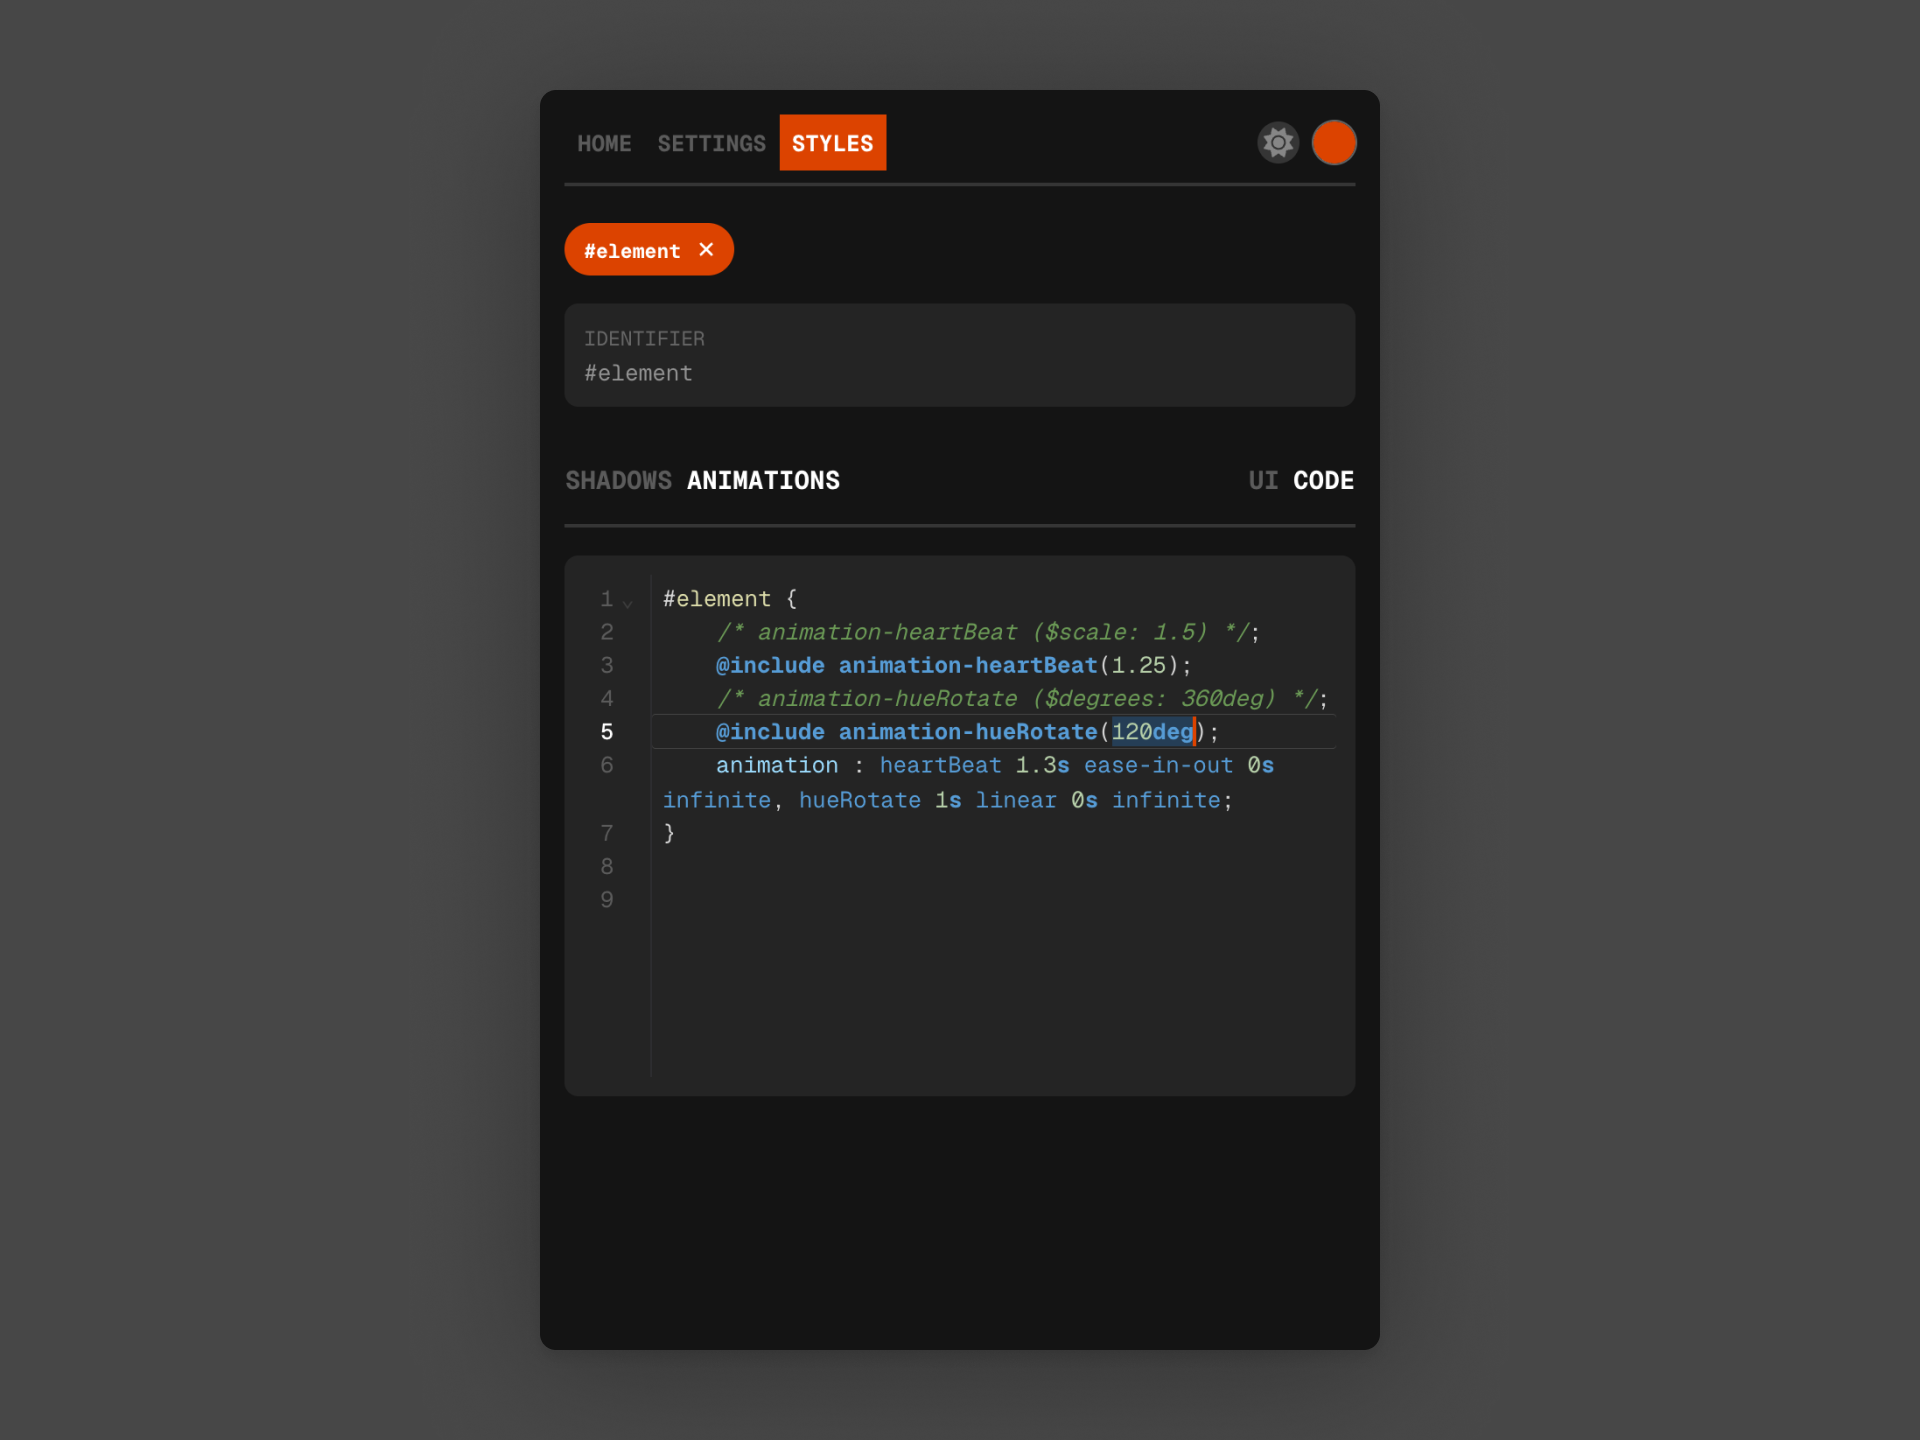 HOME SETTINGS STYLES
#element ×
IDENTIFIER
#element
SHADOWS ANIMATIONS UI CODE
1 #element {
2 /* animation-heartBeat ($scale: 1.5) */;
3 @include animation-heartBeat(1.25);
4 /* animation-hueRotate ($degrees: 360deg) */;
5 @include animation-hueRotate(120deg);
6 animation : heartBeat 1.3s ease-in-out 0s
infinite, hueRotate 1s linear 0s infinite;
7 }
8
9